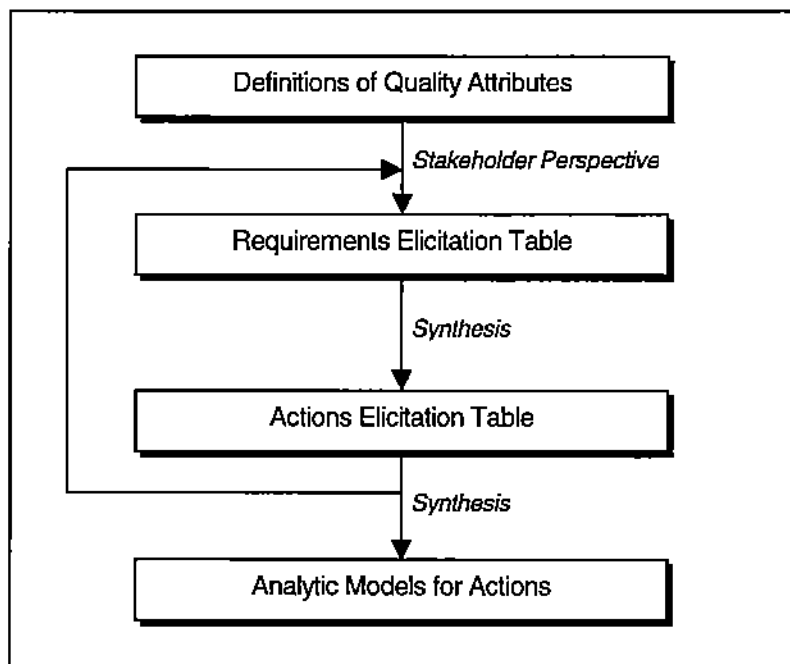 Definitions of Quality Attributes
Stakeholder Perspective
Requirements Elicitation Table
Synthesis
Actions Elicitation Table
Synthesis
Analytic Models for Actions